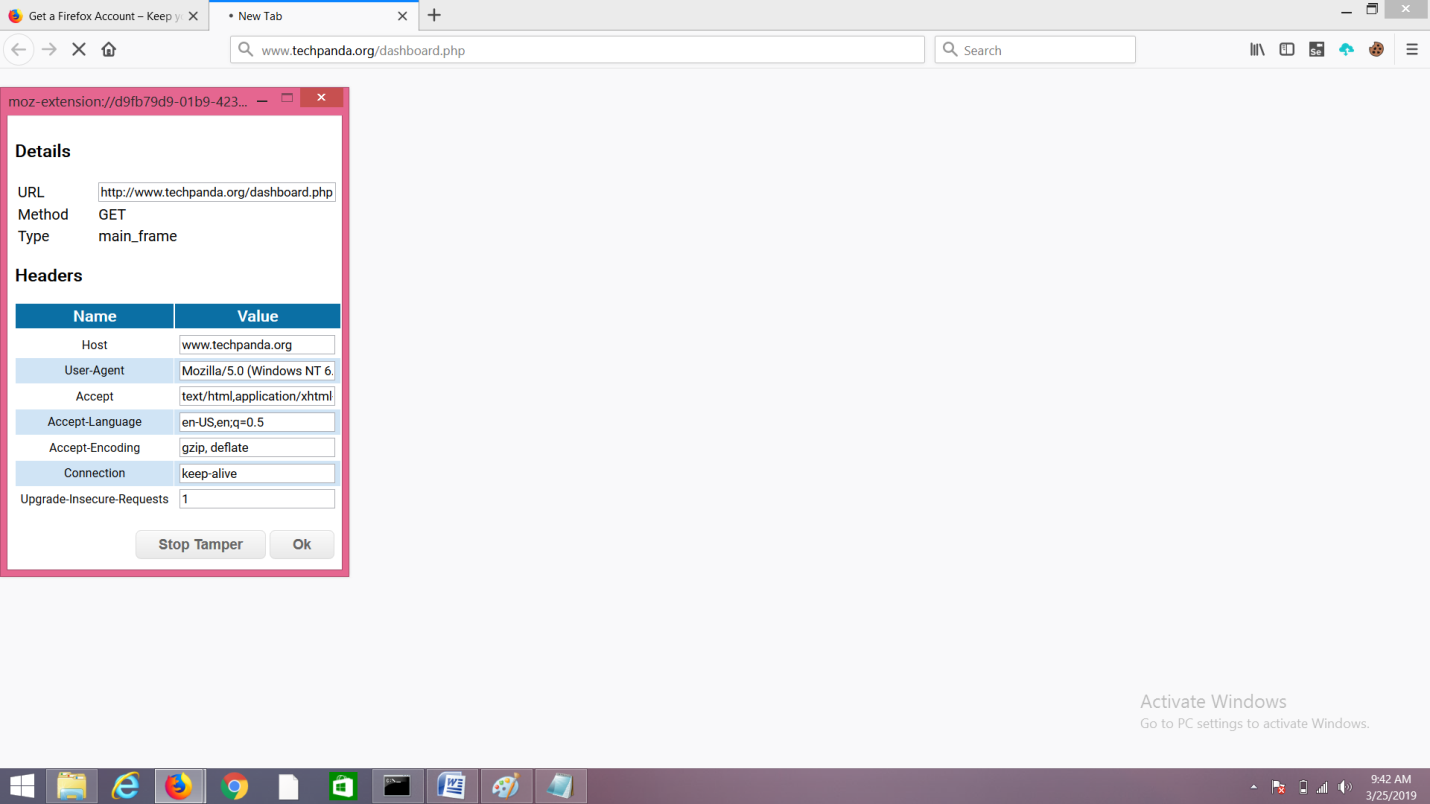 Get a Firefox Account – Keep y
New Tab
www.techpanda.org/dashboard.php
Search
Se
moz-extension://d9fb79d9-01b9-423...
Details
URL http://www.techpanda.org/dashboard.php
Method GET
Type main_frame
Headers
Name Value
Host www.techpanda.org
User-Agent Mozilla/5.0 (Windows NT 6.
Accept text/html,application/xhtml
Accept-Language en-US,en;q=0.5
Accept-Encoding gzip, deflate
Connection keep-alive
Upgrade-Insecure-Requests 1
Stop Tamper Ok
Activate Windows
Go to PC settings to activate Windows.
9:42 AM
3/25/2019